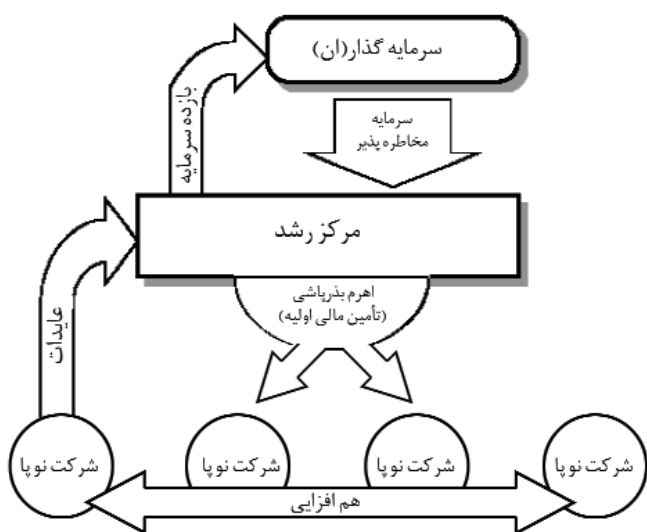 سرمایه گذار(ان)
بازده سرمایه
سرمایه
مخاطره پذیر
مرکز رشد
اهرم بذرپاشی
(تأمین مالی اولیه)
عایدات
شرکت نوپا
شرکت نوپا
شرکت نوپا
شرکت نوپا
هم افزایی